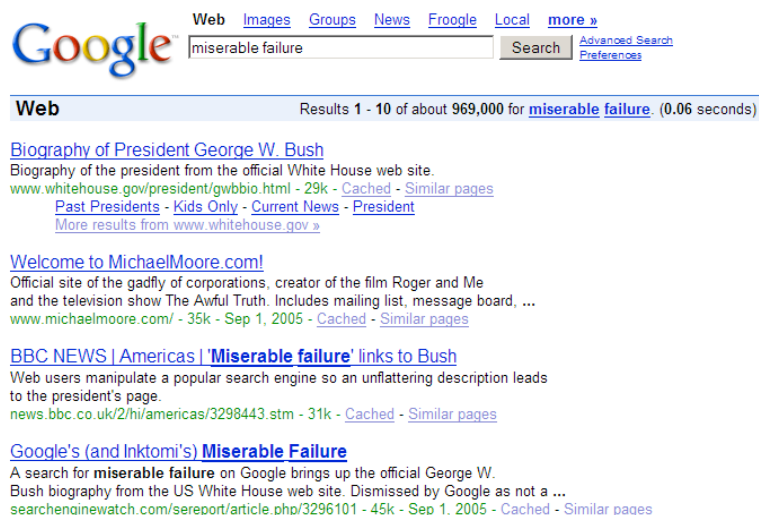 Web Images Groups News Froogle Local more »
Google™ miserable failure Search Advanced Search
Preferences
Web Results 1 - 10 of about 969,000 for miserable failure. (0.06 seconds)
Biography of President George W. Bush
Biography of the president from the official White House web site.
www.whitehouse.gov/president/gwbbio.html - 29k - Cached - Similar pages
Past Presidents - Kids Only - Current News - President
More results from www.whitehouse.gov »
Welcome to MichaelMoore.com!
Official site of the gadfly of corporations, creator of the film Roger and Me
and the television show The Awful Truth. Includes mailing list, message board, ...
www.michaelmoore.com/ - 35k - Sep 1, 2005 - Cached - Similar pages
BBC NEWS | Americas | 'Miserable failure' links to Bush
Web users manipulate a popular search engine so an unflattering description leads
to the president's page.
news.bbc.co.uk/2/hi/americas/3298443.stm - 31k - Cached - Similar pages
Google's (and Inktomi's) Miserable Failure
A search for miserable failure on Google brings up the official George W.
Bush biography from the US White House web site. Dismissed by Google as not a ...
searchenginewatch.com/sereport/article.php/3296101 - 45k - Sep 1, 2005 - Cached - Similar pages